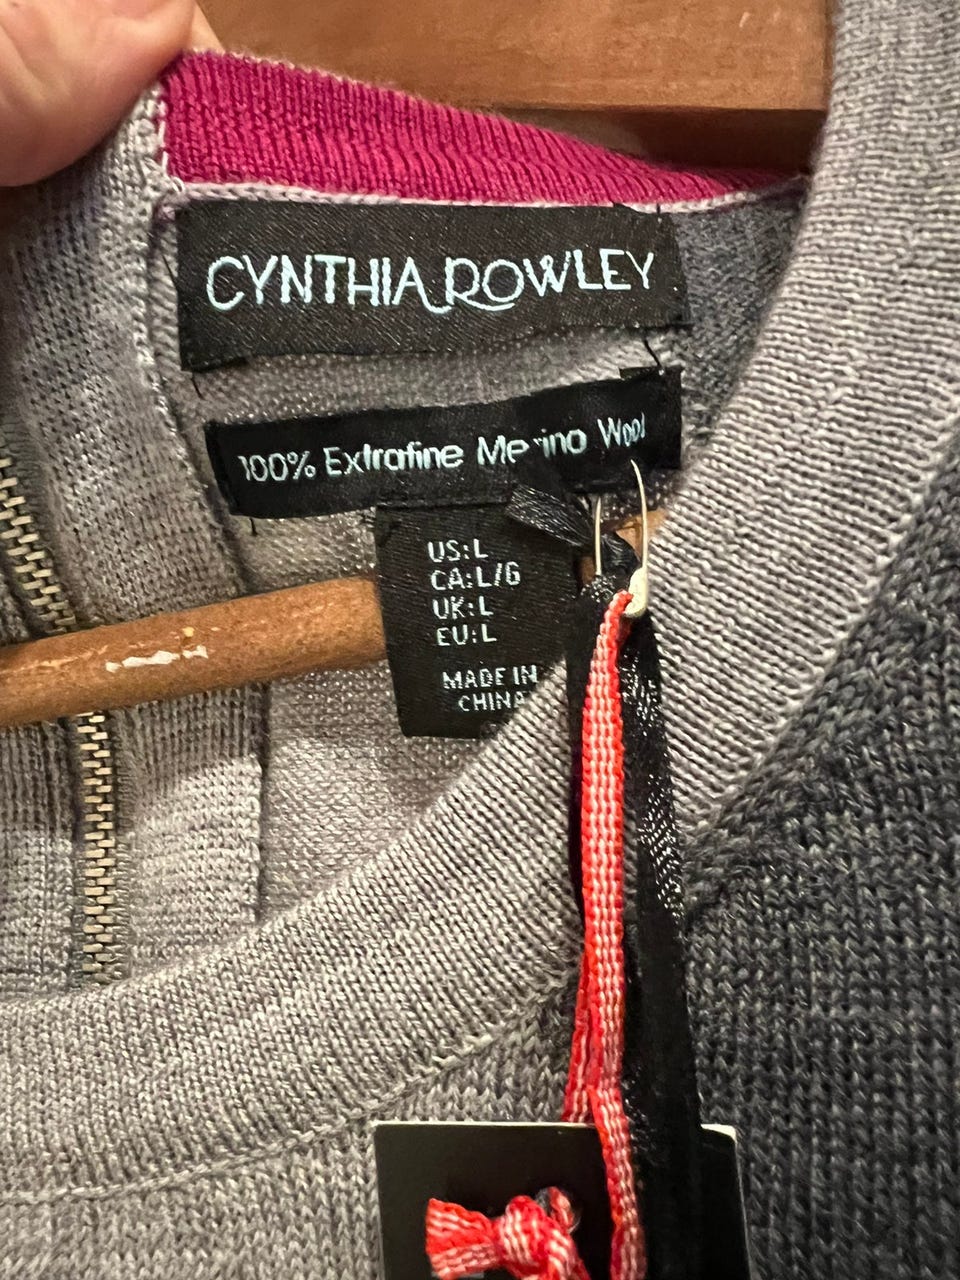 CYNTHIA ROWLEY
100% Extrafine Merino Wool
US:L
CA:L/G
UK:L
EU:L
MADE IN
CHINA